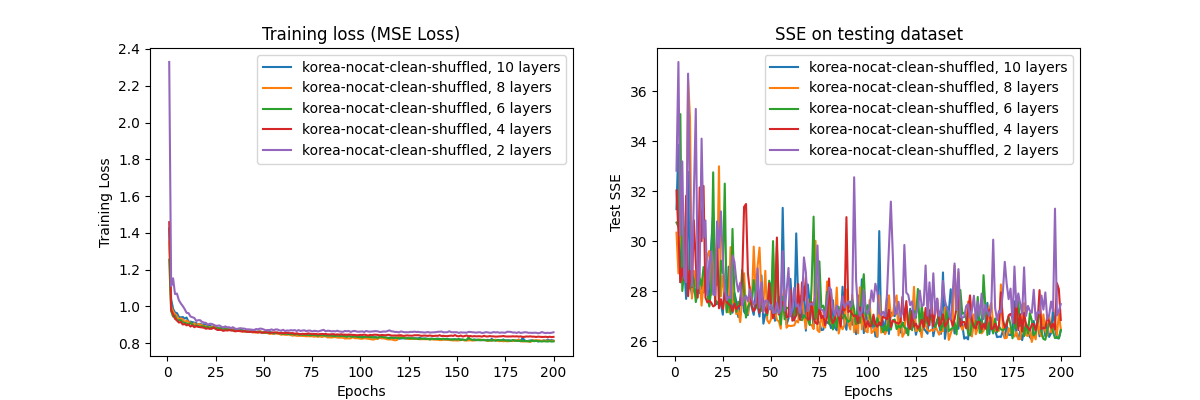 Training loss (MSE Loss)
2.4
2.2
2.0
1.8
1.6
1.4
1.2
1.0
0.8
Training Loss
korea-nocat-clean-shuffled, 10 layers
korea-nocat-clean-shuffled, 8 layers
korea-nocat-clean-shuffled, 6 layers
korea-nocat-clean-shuffled, 4 layers
korea-nocat-clean-shuffled, 2 layers
0 25 50 75 100 125 150 175 200
Epochs
SSE on testing dataset
36
34
32
30
28
26
Test SSE
korea-nocat-clean-shuffled, 10 layers
korea-nocat-clean-shuffled, 8 layers
korea-nocat-clean-shuffled, 6 layers
korea-nocat-clean-shuffled, 4 layers
korea-nocat-clean-shuffled, 2 layers
0 25 50 75 100 125 150 175 200
Epochs